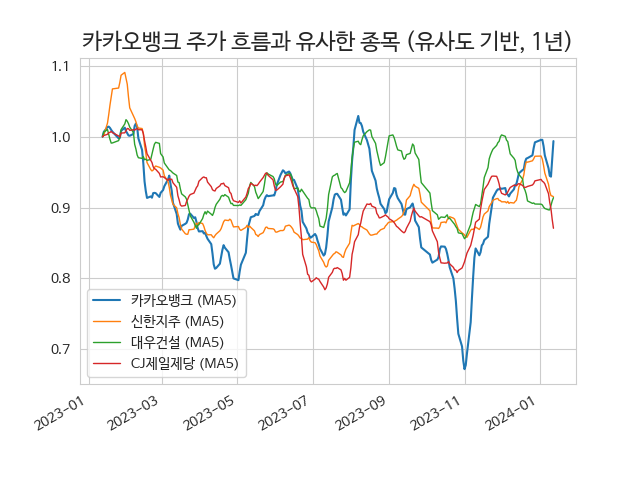 카카오뱅크 주가 흐름과 유사한 종목 (유사도 기반, 1년)
1.1
1.0
0.9
0.8
0.7
카카오뱅크 (MA5)
신한지주 (MA5)
대우건설 (MA5)
CJ제일제당 (MA5)
2023-01
2023-03
2023-05
2023-07
2023-09
2023-11
2024-01